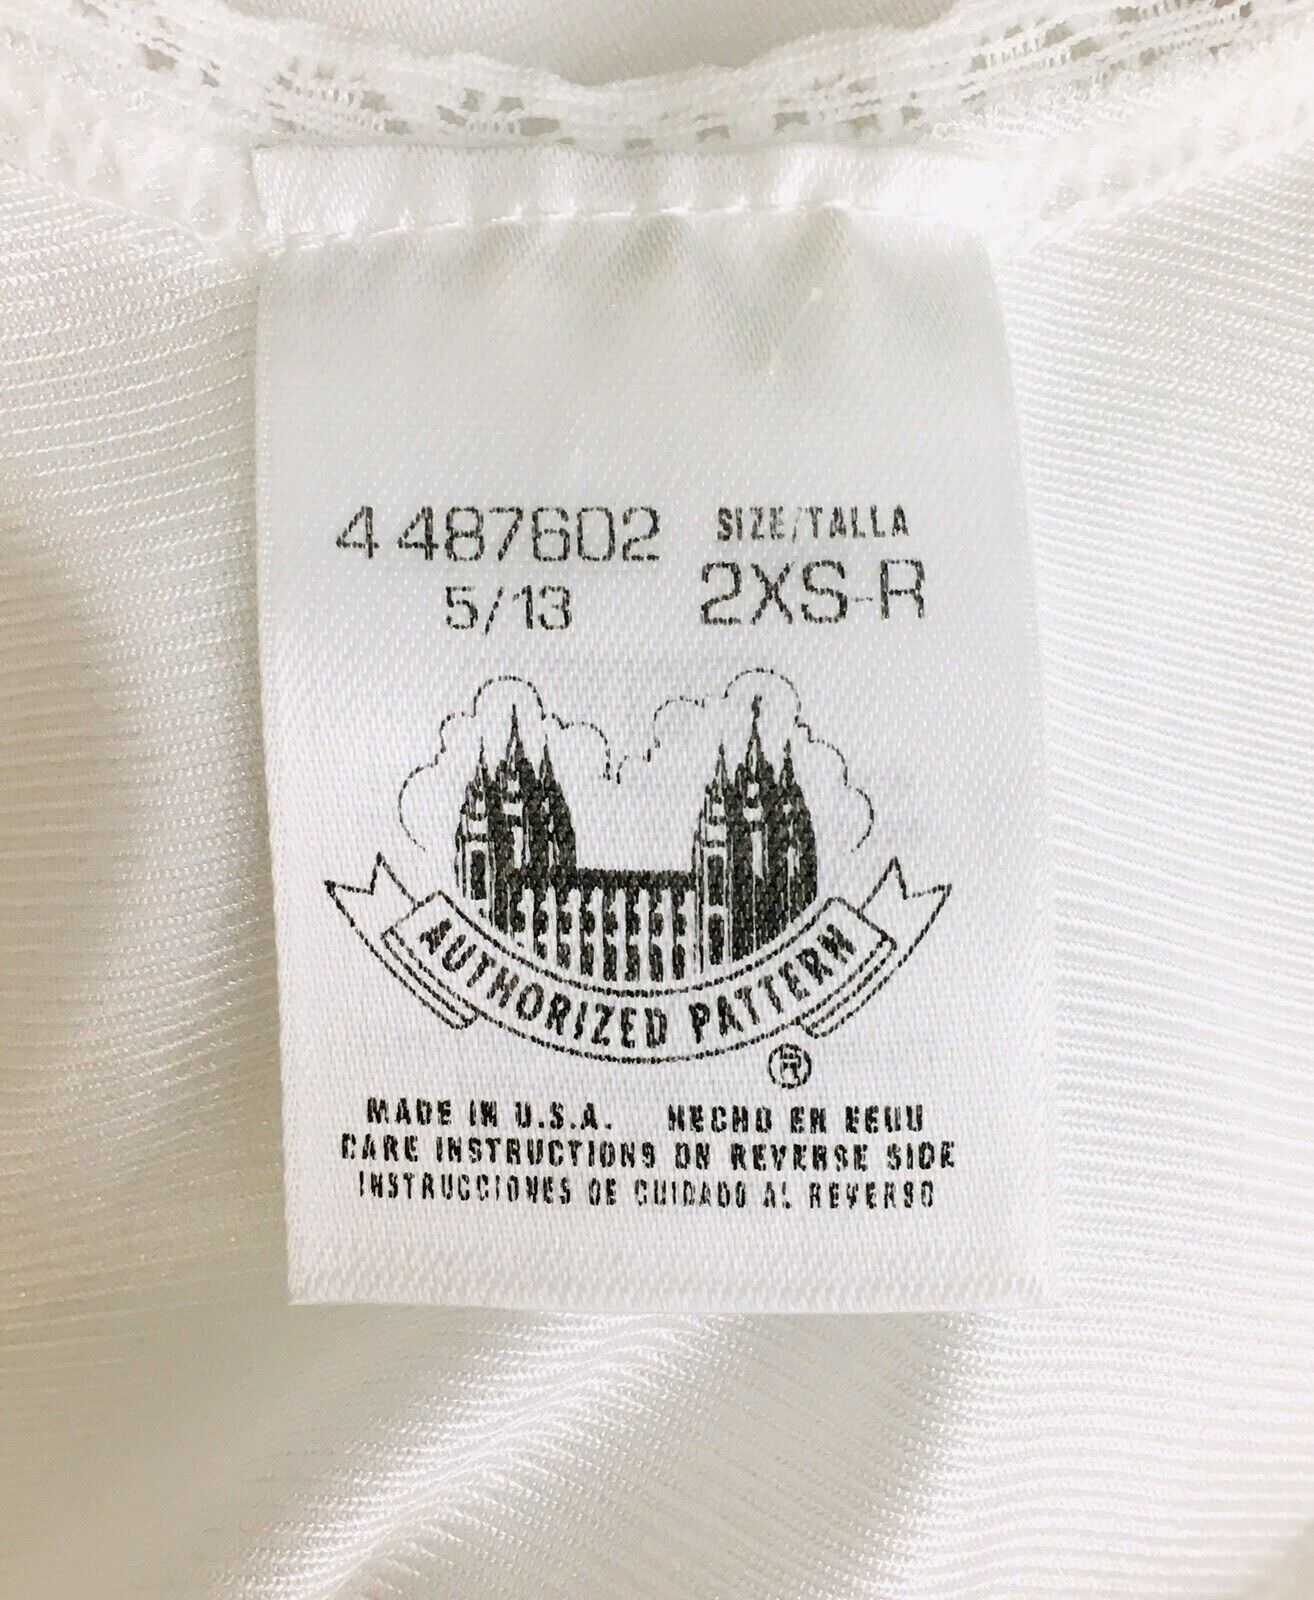 4 487602 SIZE/TALLA
5/13 2XS-R
AUTHORIZED PATTERN
®
MADE IN U.S.A. HECHO EN EEUU
CARE INSTRUCTIONS ON REVERSE SIDE
INSTRUCCIONES DE CUIDADO AL REVERSO